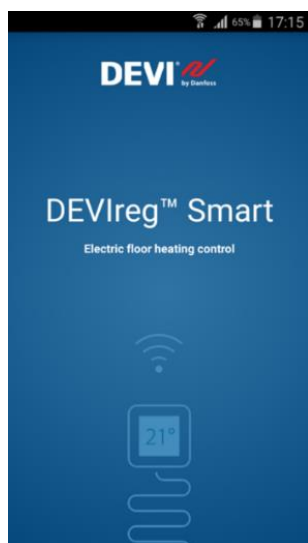 65% 17:15
DEVI
by Danfoss
DEVIreg™ Smart
Electric floor heating control
21°